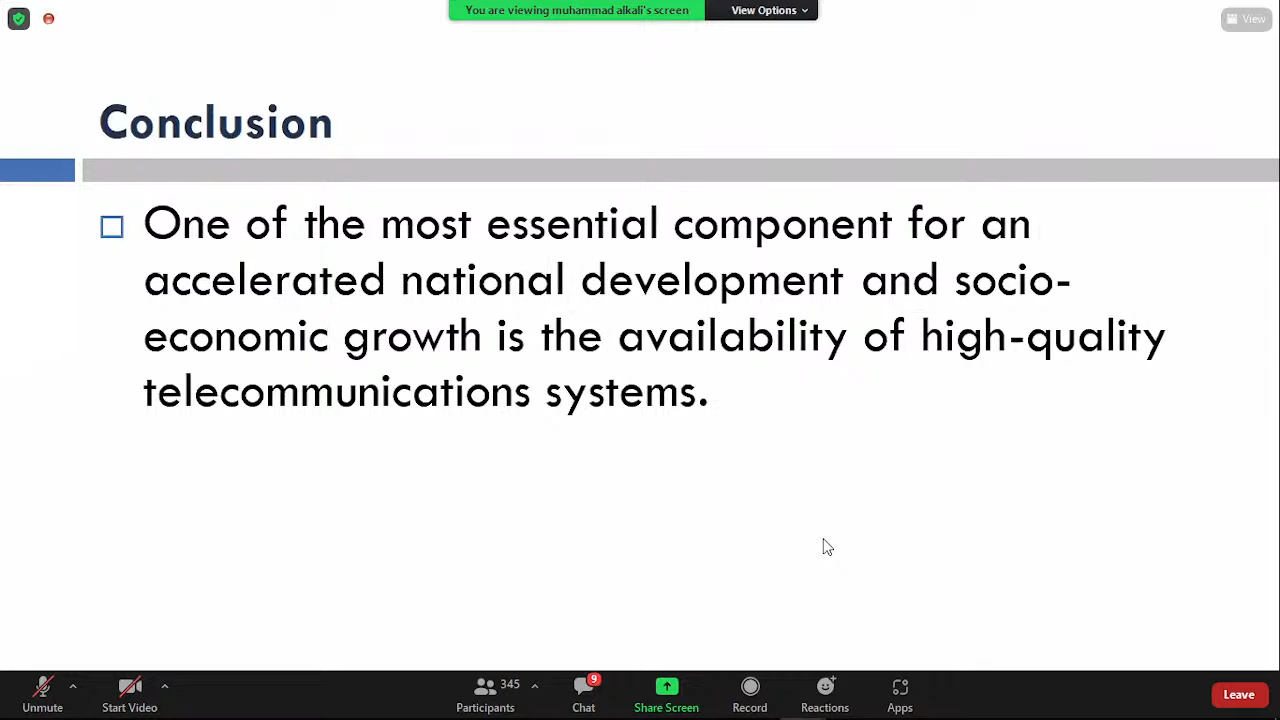 You are viewing muhammad alkali's screen
View Options
View
Conclusion
One of the most essential component for an
accelerated national development and socio-
economic growth is the availability of high-quality
telecommunications systems.
345
9
Unmute
Start Video
Participants
Chat
Share Screen
Record
Reactions
Apps
Leave